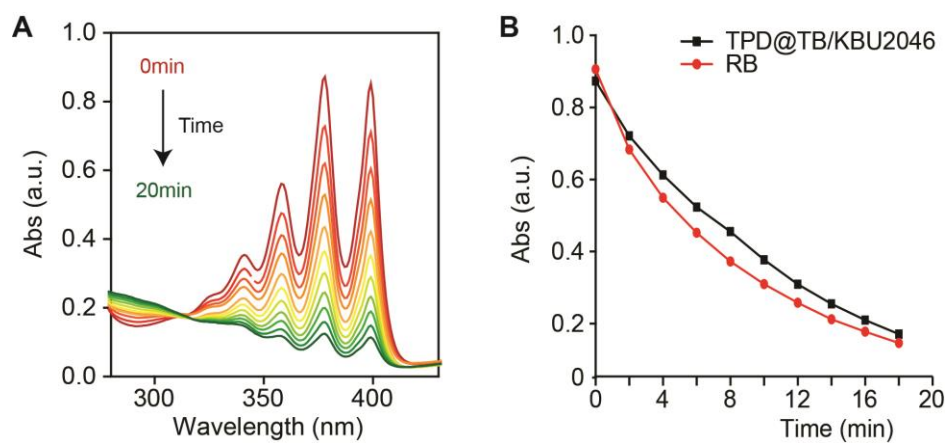 A
1.0
0.8
0.6
0.4
0.2
0.0
Abs (a.u.)
0min
Time
20min
300
350
400
Wavelength (nm)
B
TPD@TB/KBU2046
RB
1.0
0.8
0.6
0.4
0.2
0
Abs (a.u.)
0
4
8
12
16
18
20
Time (min)